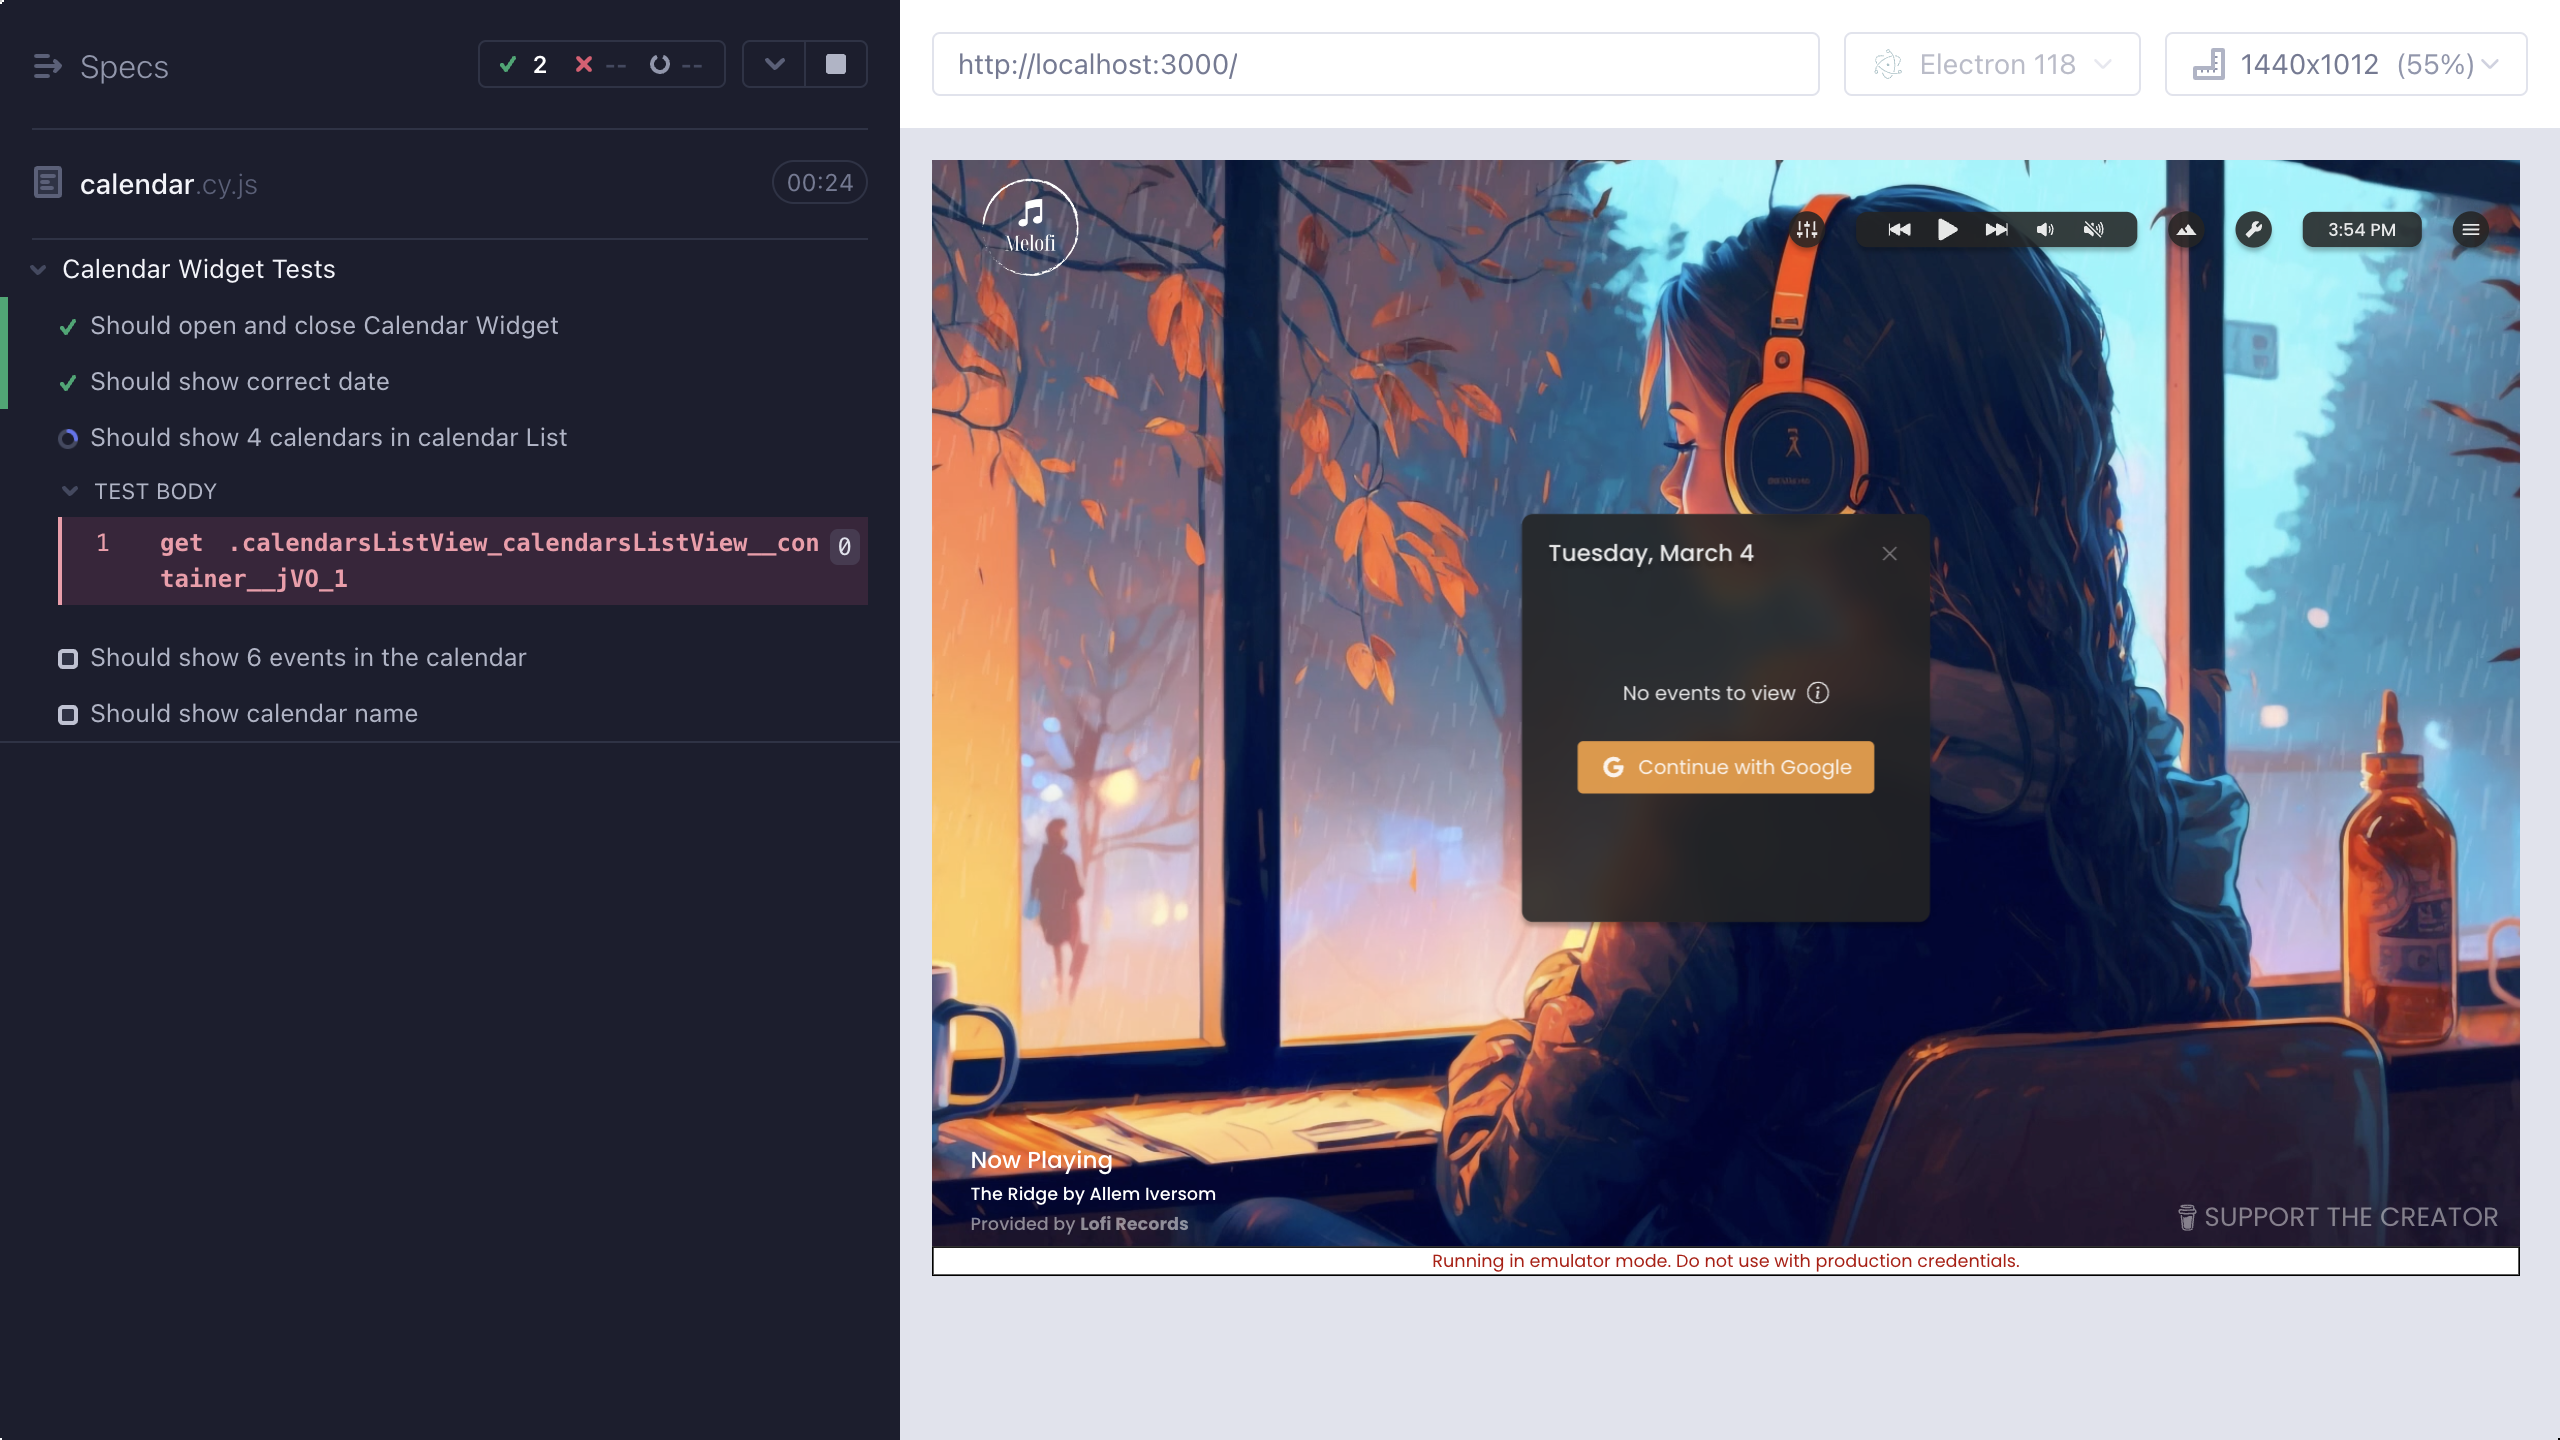 Specs
2
--
--
calendar.cy.js
00:24
Calendar Widget Tests
Should open and close Calendar Widget
Should show correct date
Should show 4 calendars in calendar List
TEST BODY
1 get .calendarsListView_calendarsListView__con
tainer__jVO_1
0
Should show 6 events in the calendar
Should show calendar name
http://localhost:3000/
Electron 118
1440x1012 (55%)
Melofi
3:54 PM
Tuesday, March 4
No events to view
Continue with Google
Now Playing
The Ridge by Allem Iversom
Provided by Lofi Records
SUPPORT THE CREATOR
Running in emulator mode. Do not use with production credentials.